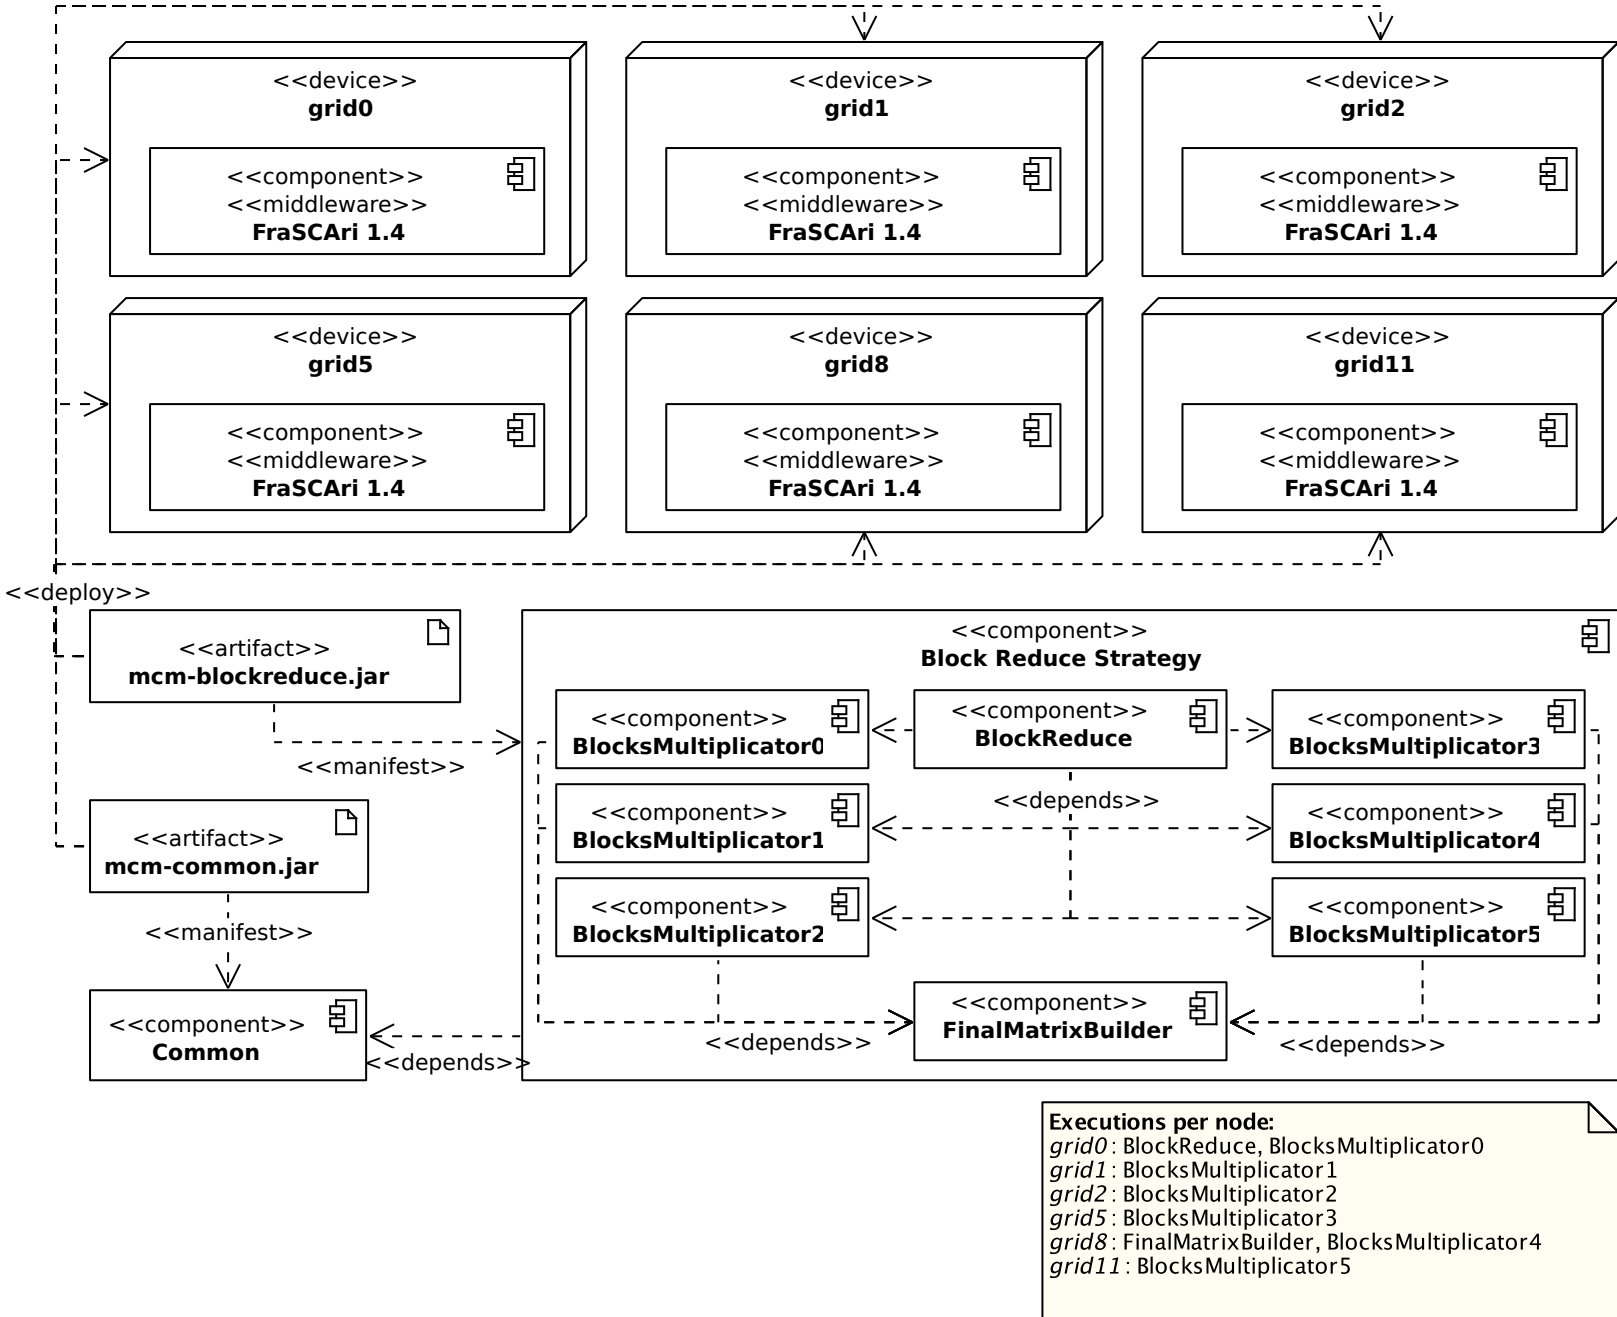 <<device>>
grid0
<<component>>
<<middleware>>
FraSCAri 1.4
<<device>>
grid1
<<component>>
<<middleware>>
FraSCAri 1.4
<<device>>
grid2
<<component>>
<<middleware>>
FraSCAri 1.4
<<device>>
grid5
<<component>>
<<middleware>>
FraSCAri 1.4
<<device>>
grid8
<<component>>
<<middleware>>
FraSCAri 1.4
<<device>>
grid11
<<component>>
<<middleware>>
FraSCAri 1.4
<<deploy>>
<<artifact>>
mcm-blockreduce.jar
<<manifest>>
<<artifact>>
mcm-common.jar
<<manifest>>
<<component>>
Common
<<depends>>
<<component>>
Block Reduce Strategy
<<component>>
BlocksMultiplicator0
<<component>>
BlockReduce
<<component>>
BlocksMultiplicator3
<<depends>>
<<component>>
BlocksMultiplicator1
<<component>>
BlocksMultiplicator4
<<component>>
BlocksMultiplicator2
<<component>>
BlocksMultiplicator5
<<component>>
FinalMatrixBuilder
<<depends>>
<<depends>>
Executions per node:
grid0: BlockReduce, BlocksMultiplicator0
grid1: BlocksMultiplicator1
grid2: BlocksMultiplicator2
grid5: BlocksMultiplicator3
grid8: FinalMatrixBuilder, BlocksMultiplicator4
grid11: BlocksMultiplicator5